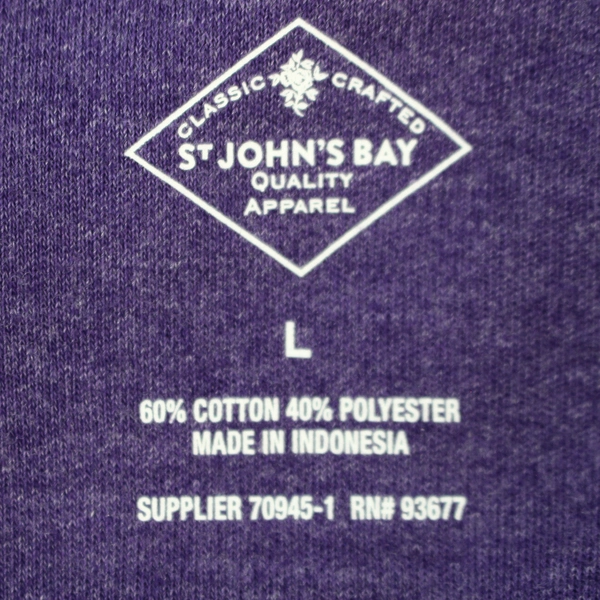 CLASSIC CRAFTED
ST JOHN'S BAY
QUALITY
APPAREL
L
60% COTTON 40% POLYESTER
MADE IN INDONESIA
SUPPLIER 70945-1 RN# 93677